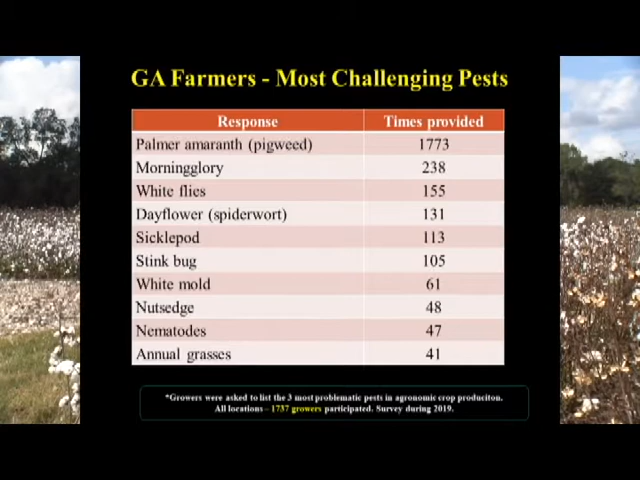 GA Farmers - Most Challenging Pests
Response Times provided
Palmer amaranth (pigweed) 1773
Morningglory 238
White flies 155
Dayflower (spiderwort) 131
Sicklepod 113
Stink bug 105
White mold 61
Nutsedge 48
Nematodes 47
Annual grasses 41
*Growers were asked to list the 3 most problematic pests in agronomic crop produciton.
All locations – 1737 growers participated. Survey during 2019.